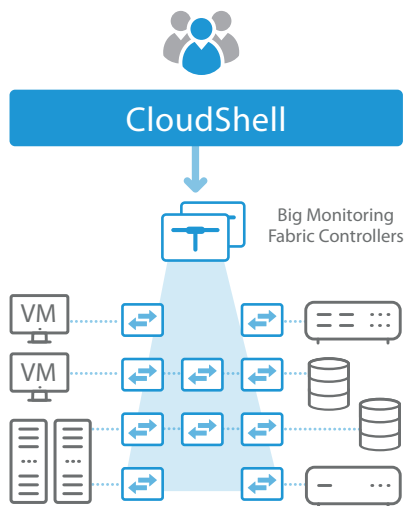 CloudShell
Big Monitoring
Fabric Controllers
VM
VM